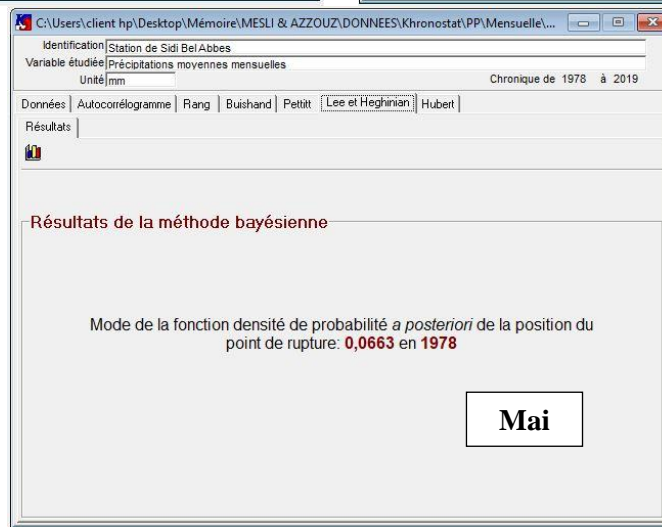 C:\Users\client hp\Desktop\Mémoire\MESLI & AZZOUZ\DONNEES\Khronostat\PP\Mensuelle\...
Identification Station de Sidi Bel Abbes
Variable étudiée Précipitations moyennes mensuelles
Unité mm Chronique de 1978 à 2019
Données Autocorrélogramme Rang Buishand Pettitt Lee et Heghinian Hubert
Résultats
Résultats de la méthode bayésienne
Mode de la fonction densité de probabilité a posteriori de la position du
point de rupture: 0,0663 en 1978
Mai